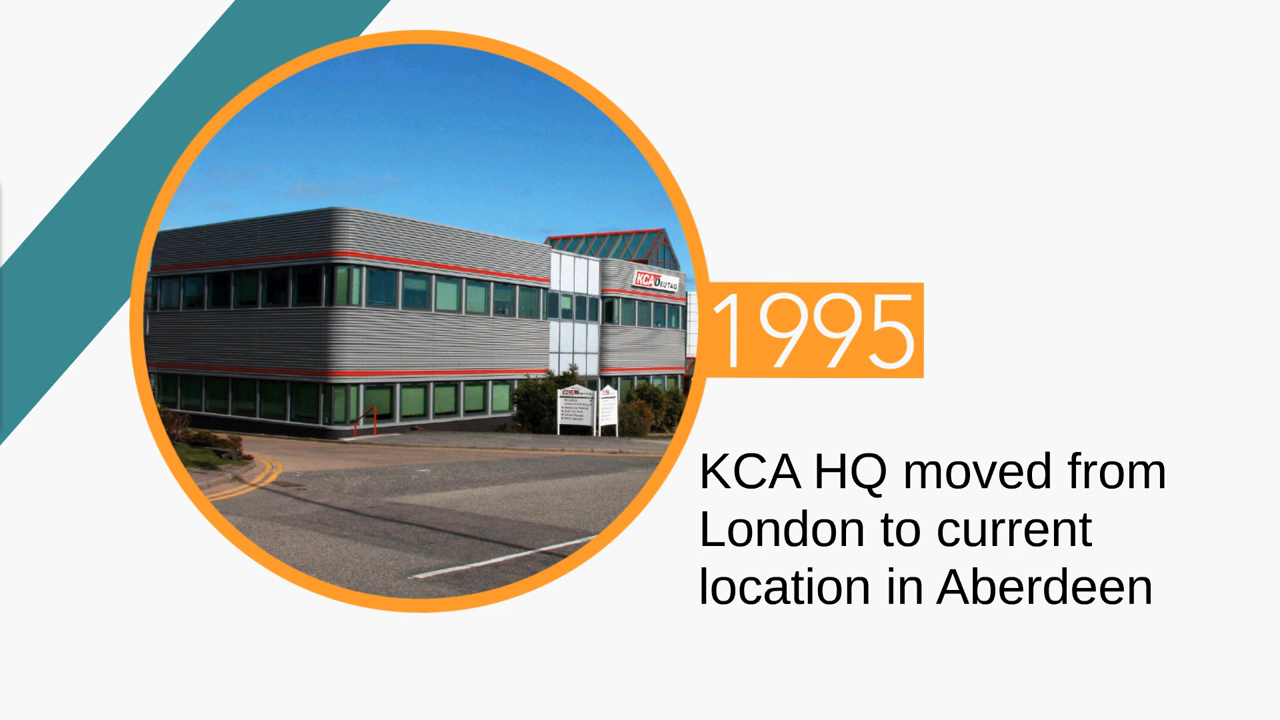 KCA DEUTAG
1995
KCA HQ moved from
London to current
location in Aberdeen